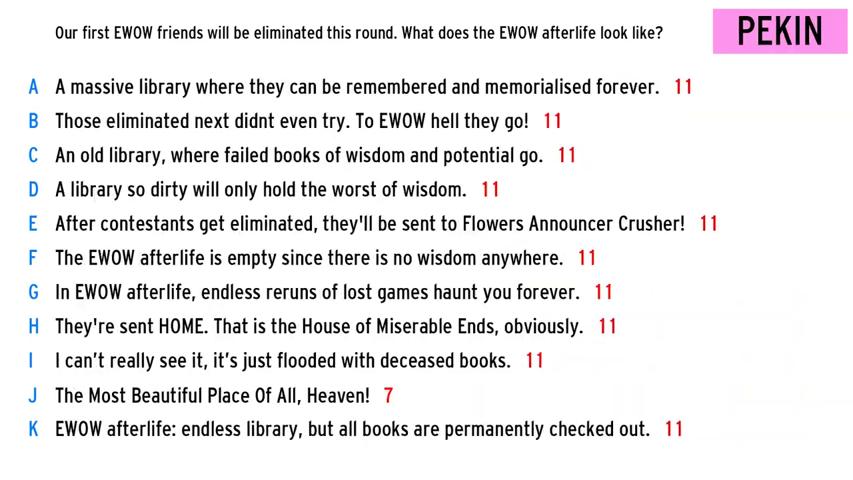 Our first EWOW friends will be eliminated this round. What does the EWOW afterlife look like?
PEKIN
A A massive library where they can be remembered and memorialised forever. 11
B Those eliminated next didnt even try. To EWOW hell they go! 11
C An old library, where failed books of wisdom and potential go. 11
D A library so dirty will only hold the worst of wisdom. 11
E After contestants get eliminated, they'll be sent to Flowers Announcer Crusher! 11
F The EWOW afterlife is empty since there is no wisdom anywhere. 11
G In EWOW afterlife, endless reruns of lost games haunt you forever. 11
H They're sent HOME. That is the House of Miserable Ends, obviously. 11
I I can’t really see it, it’s just flooded with deceased books. 11
J The Most Beautiful Place Of All, Heaven! 7
K EWOW afterlife: endless library, but all books are permanently checked out. 11